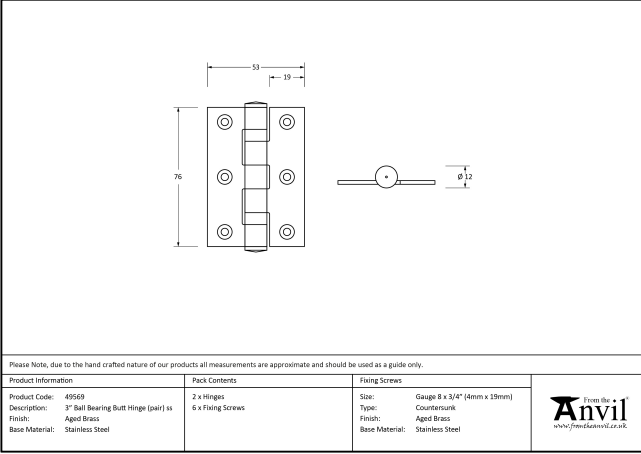 53
19
76
Ø 12
Please Note, due to the hand crafted nature of our products all measurements are approximate and should be used as a guide only.
Product Information
Product Code: 49569
Description: 3" Ball Bearing Butt Hinge (pair) ss
Finish: Aged Brass
Base Material: Stainless Steel
Pack Contents
2 x Hinges
6 x Fixing Screws
Fixing Screws
Size: Gauge 8 x 3/4" (4mm x 19mm)
Type: Countersunk
Finish: Aged Brass
Base Material: Stainless Steel
From the
Anvil
www.fromtheanvil.co.uk